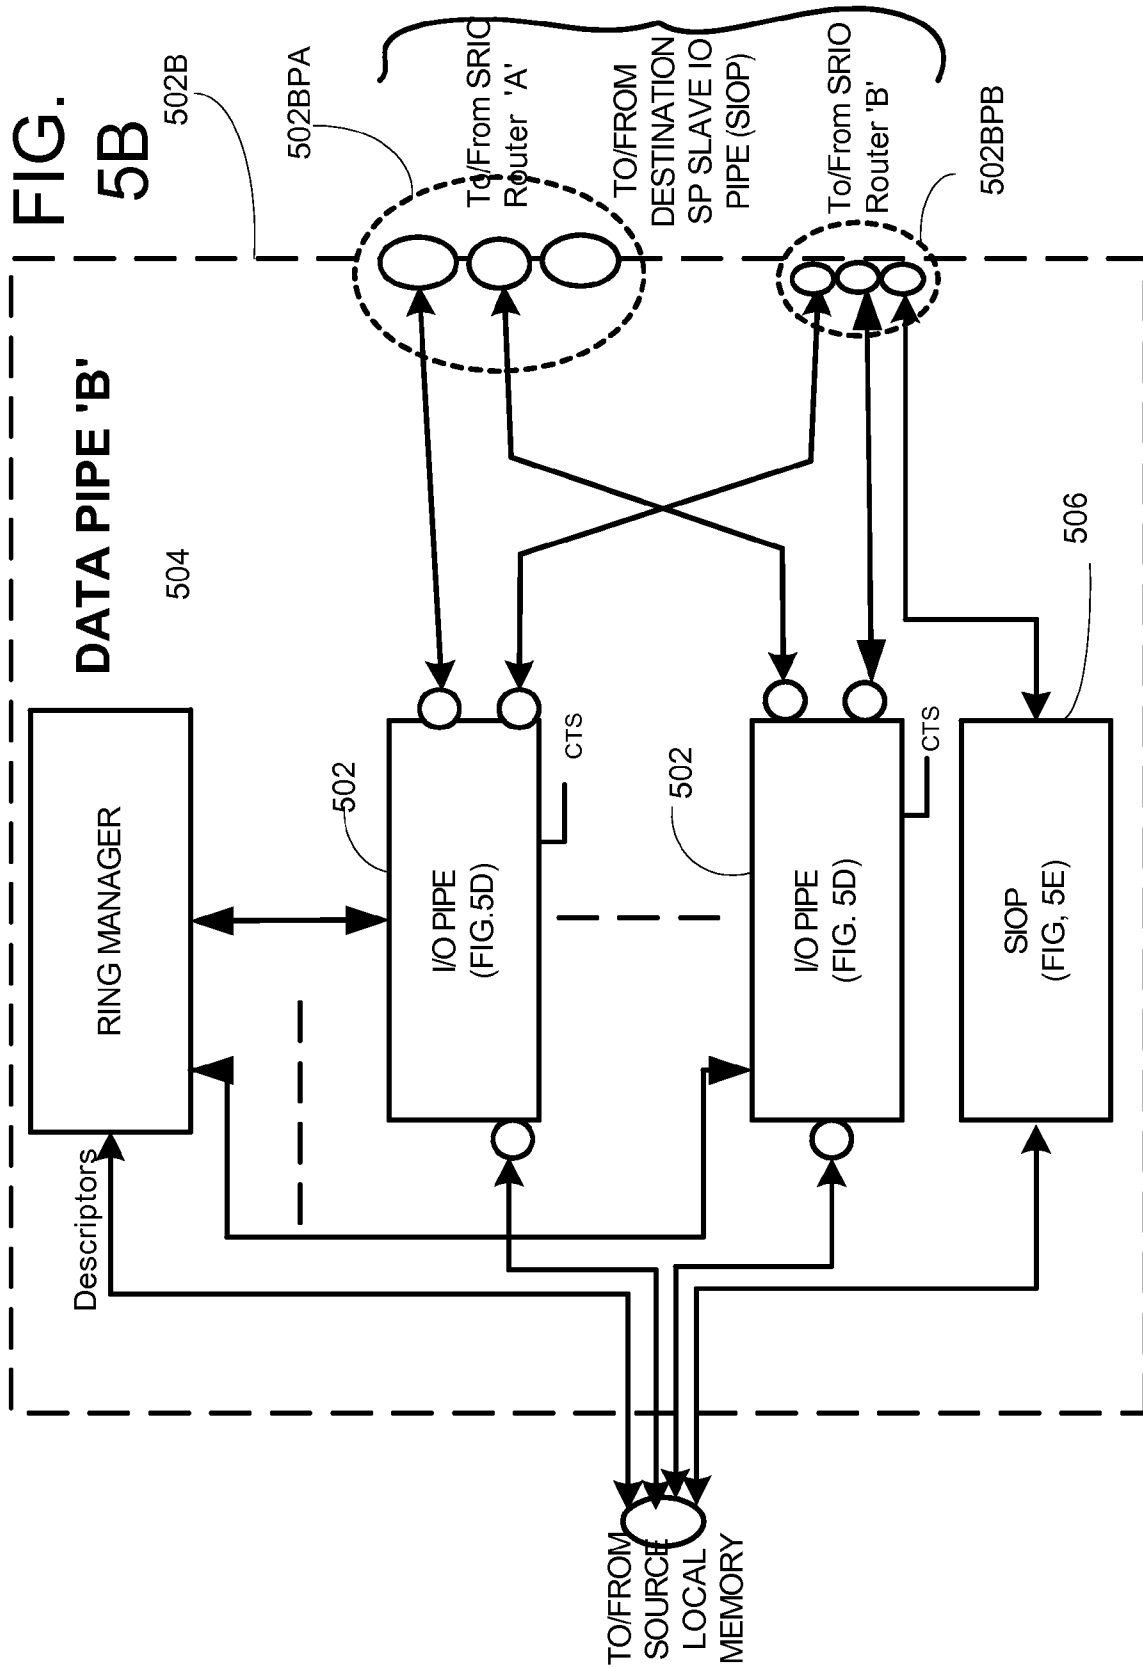 FIG.
5B
502B
DATA PIPE 'B'
504
502BPA
RING MANAGER
Descriptors
To/From SRIO
Router 'A'
502
I/O PIPE
(FIG.5D)
CTS
TO/FROM
DESTINATION
SP SLAVE IO
PIPE (SIOP)
TO/FROM
SOURCE
LOCAL
MEMORY
502
I/O PIPE
(FIG. 5D)
CTS
To/From SRIO
Router 'B'
502BPB
SIOP
(FIG, 5E)
506